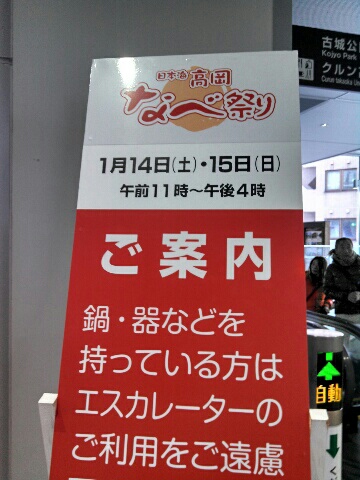 日本海高岡
なべ祭り
1月14日(土)・15日(日)
午前11時〜午後4時
ご案内
鍋・器などを
持っている方は
エスカレーターの
ご利用をご遠慮
古城公
Kojyo Park
クルン
自動